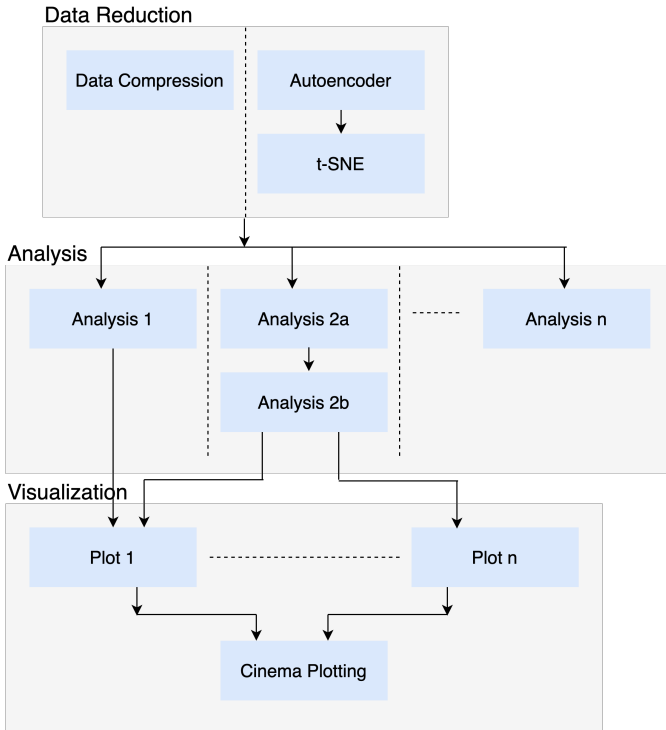 Data Reduction
Data Compression
Autoencoder
t-SNE
Analysis
Analysis 1
Analysis 2a
Analysis n
Analysis 2b
Visualization
Plot 1
Plot n
Cinema Plotting